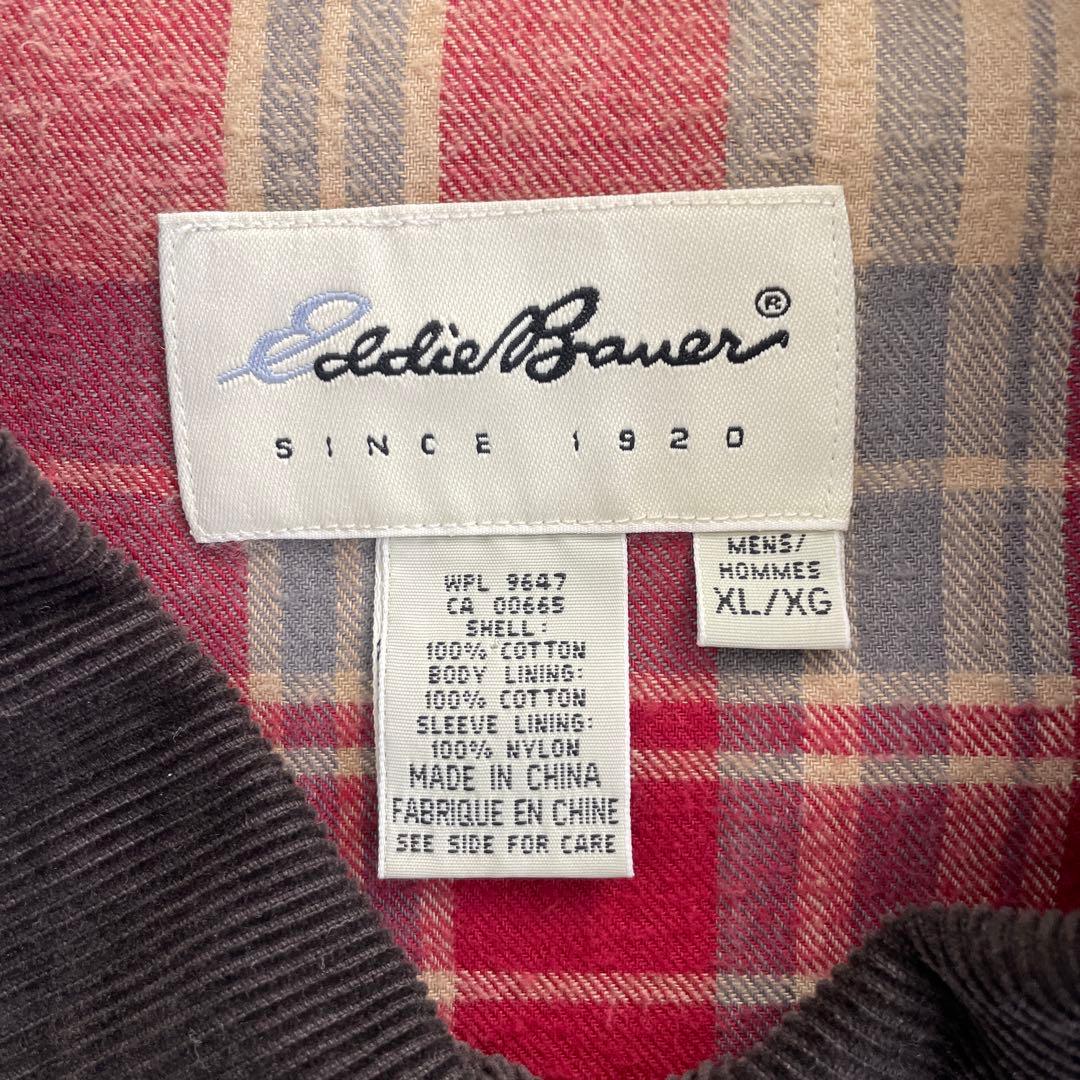 Eddie Bauer®
SINCE 1920
WPL 9647
CA 00665
SHELL:
100% COTTON
BODY LINING:
100% COTTON
SLEEVE LINING:
100% NYLON
MADE IN CHINA
FABRIQUE EN CHINE
SEE SIDE FOR CARE
MENS/
HOMMES
XL/XG